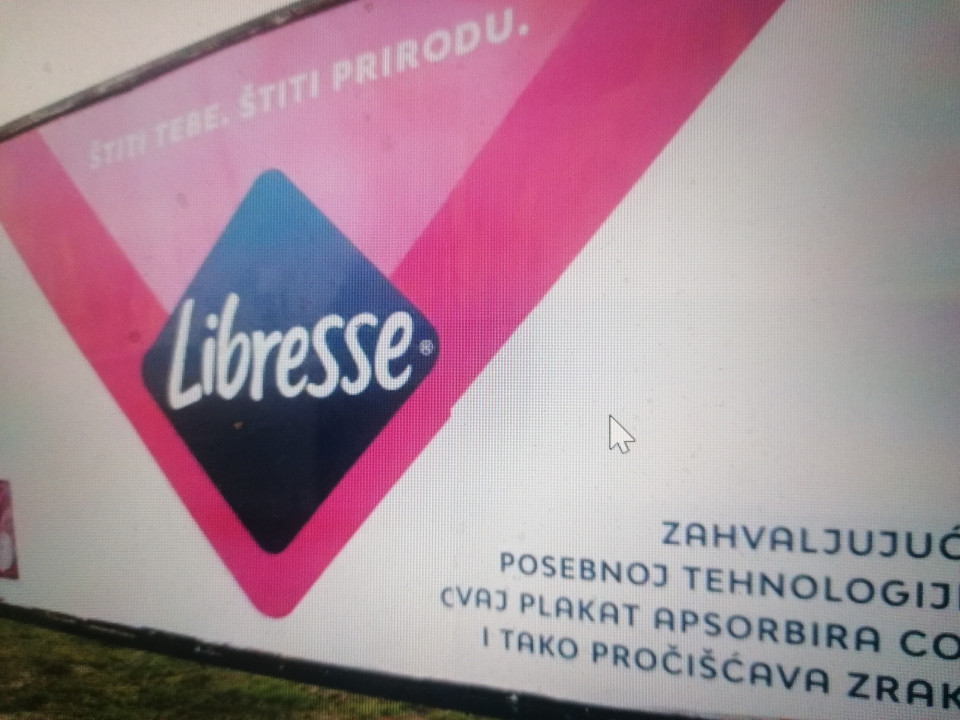 ŠTITI TEBE. ŠTITI PRIRODU.
Libresse®
ZAHVALJUJUĆ
POSEBNOJ TEHNOLOGIJ
OVAJ PLAKAT APSORBIRA CO
I TAKO PROČIŠĆAVA ZRAK